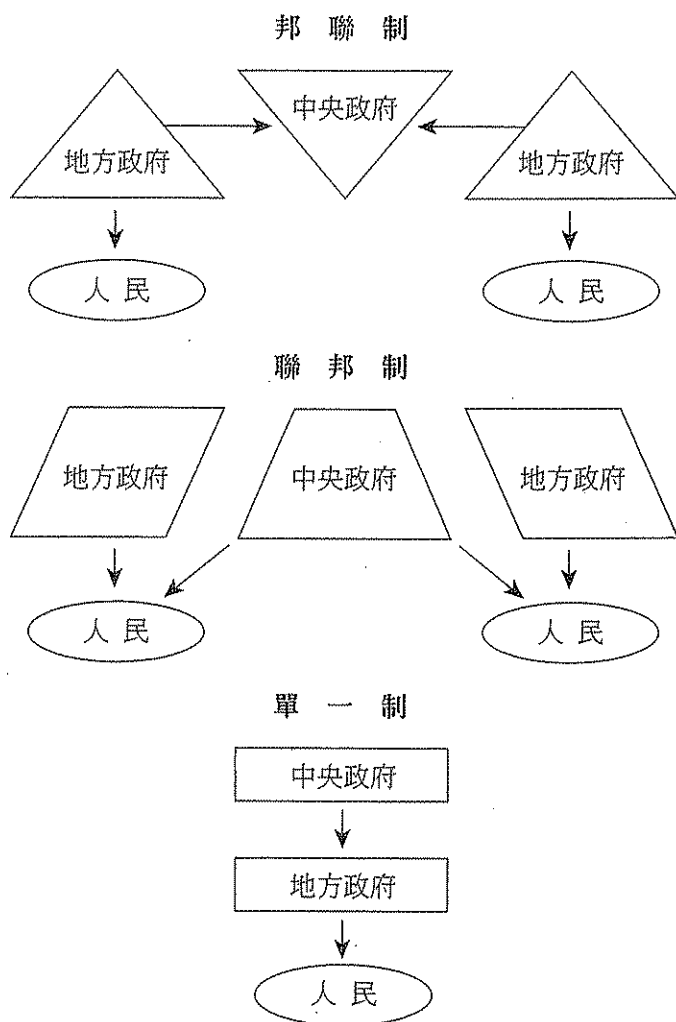 邦聯制
中央政府
地方政府 地方政府
人民 人民
聯邦制
地方政府 中央政府 地方政府
人民 人民
單一制
中央政府
地方政府
人民